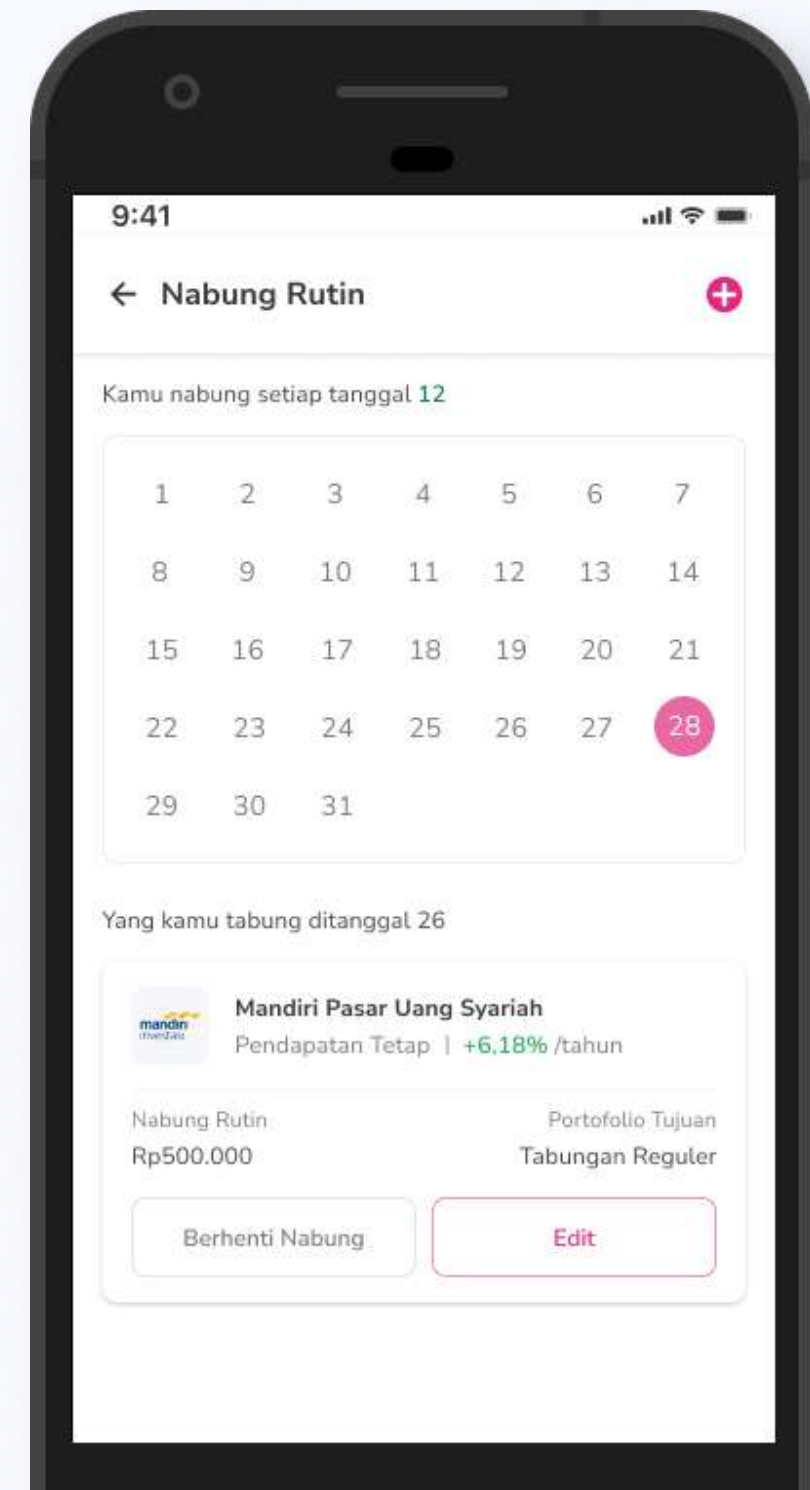 9:41
Nabung Rutin
Kamu nabung setiap tanggal 12
1 2 3 4 5 6 7
8 9 10 11 12 13 14
15 16 17 18 19 20 21
22 23 24 25 26 27 28
29 30 31
Yang kamu tabung ditanggal 26
mandiri
investasi
Mandiri Pasar Uang Syariah
Pendapatan Tetap | +6,18% /tahun
Nabung Rutin Portofolio Tujuan
Rp500.000 Tabungan Reguler
Berhenti Nabung Edit